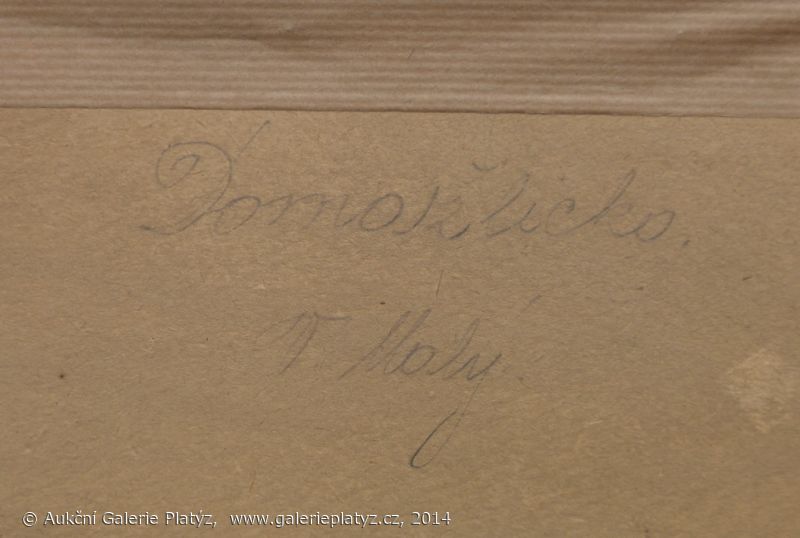 Domažlicko.
V. Malý.
© Aukční Galerie Platýz, www.galerieplatyz.cz, 2014